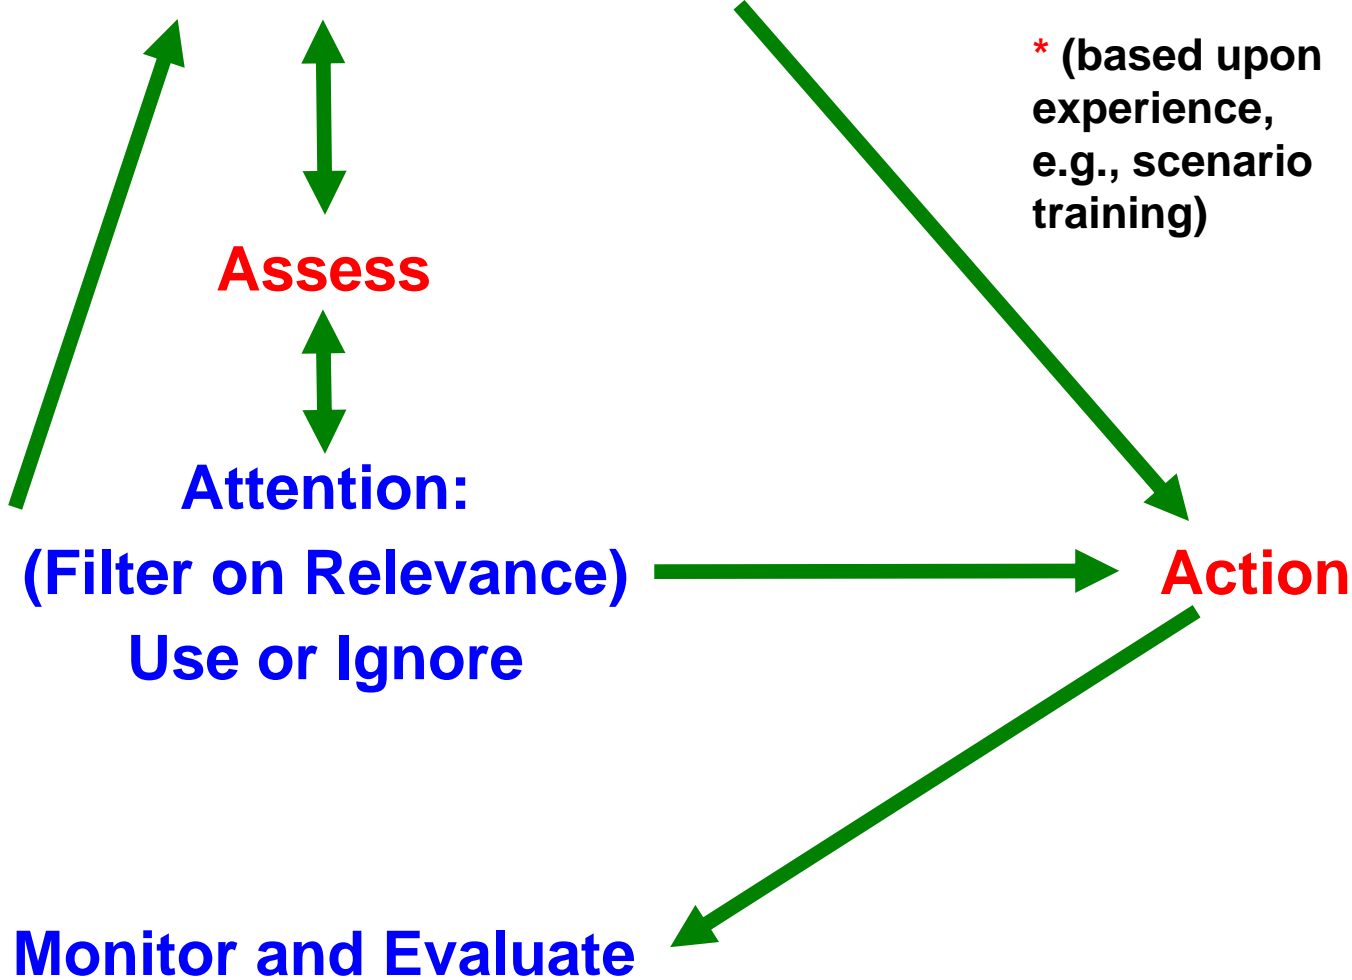 * (based upon
experience,
e.g., scenario
training)
Assess
Attention:
(Filter on Relevance)
Use or Ignore
Action
Monitor and Evaluate